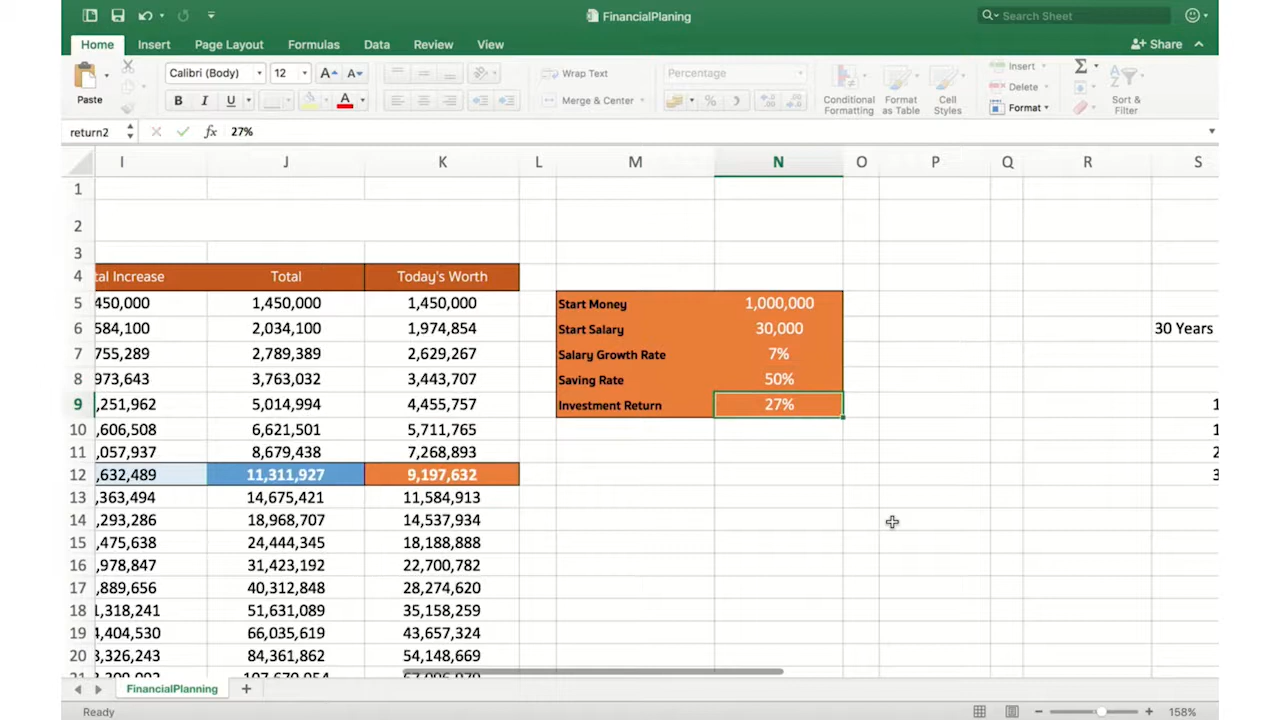 FinancialPlaning
Search Sheet
Home Insert Page Layout Formulas Data Review View
Share
Paste
Calibri (Body) 12
A A
B I U A
Wrap Text
Merge & Center
Percentage
%
Conditional Formatting
Format as Table
Cell Styles
Insert
Delete
Format
Σ
Sort & Filter
return2 fx 27%
I J K L M N O P Q R S
1
2
3
4 tal Increase Total Today's Worth
5 450,000 1,450,000 1,450,000 Start Money 1,000,000
6 584,100 2,034,100 1,974,854 Start Salary 30,000 30 Years
7 755,289 2,789,389 2,629,267 Salary Growth Rate 7%
8 973,643 3,763,032 3,443,707 Saving Rate 50%
9 ,251,962 5,014,994 4,455,757 Investment Return 27% 1
10 ,606,508 6,621,501 5,711,765 1
11 ,057,937 8,679,438 7,268,893 2
12 ,632,489 11,311,927 9,197,632 3
13 ,363,494 14,675,421 11,584,913
14 ,293,286 18,968,707 14,537,934
15 ,475,638 24,444,345 18,188,888
16 ,978,847 31,423,192 22,700,782
17 ,889,656 40,312,848 28,274,620
18 1,318,241 51,631,089 35,158,259
19 4,404,530 66,035,619 43,657,324
20 3,326,243 84,361,862 54,148,669
FinancialPlanning +
Ready
158%